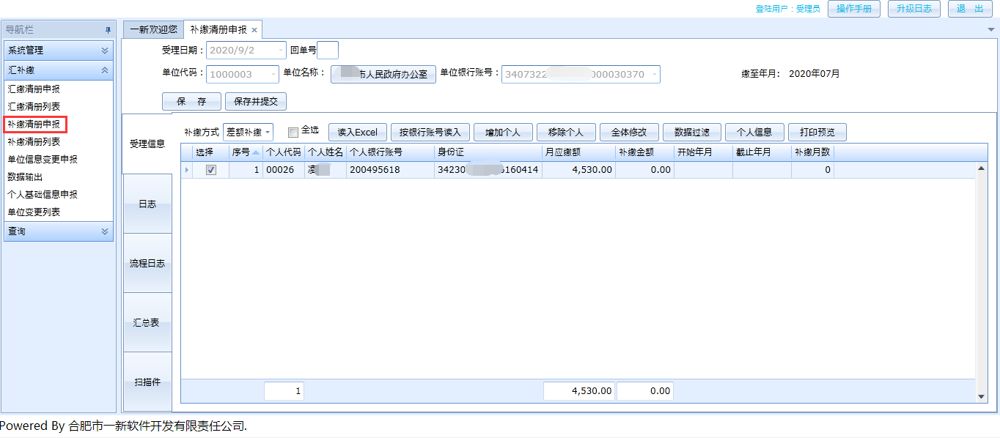 登陆用户：受理员 操作手册 升级日志 退 出
导航栏 一新欢迎您 补缴清册申报
系统管理
汇补缴
汇缴清册申报
汇缴清册列表
补缴清册申报
补缴清册列表
单位信息变更申报
数据输出
个人基础信息申报
单位变更列表
查询
受理日期： 2020/9/2 回单号
单位代码： 1000003 单位名称： 市人民政府办公室 单位银行账号： 3407322 000030370 缴至年月: 2020年07月
保 存 保存并提交
受理信息
日志
流程日志
汇总表
扫描件
补缴方式 差额补缴 全选 读入Excel 按银行账号读入 增加个人 移除个人 全体修改 数据过滤 个人信息 打印预览
选择 序号 个人代码 个人姓名 个人银行账号 身份证 月应缴额 补缴金额 开始年月 截止年月 补缴月数
1 00026 凌 200495618 34230 160414 4,530.00 0.00 0
1 4,530.00 0.00
Powered By 合肥市一新软件开发有限责任公司.